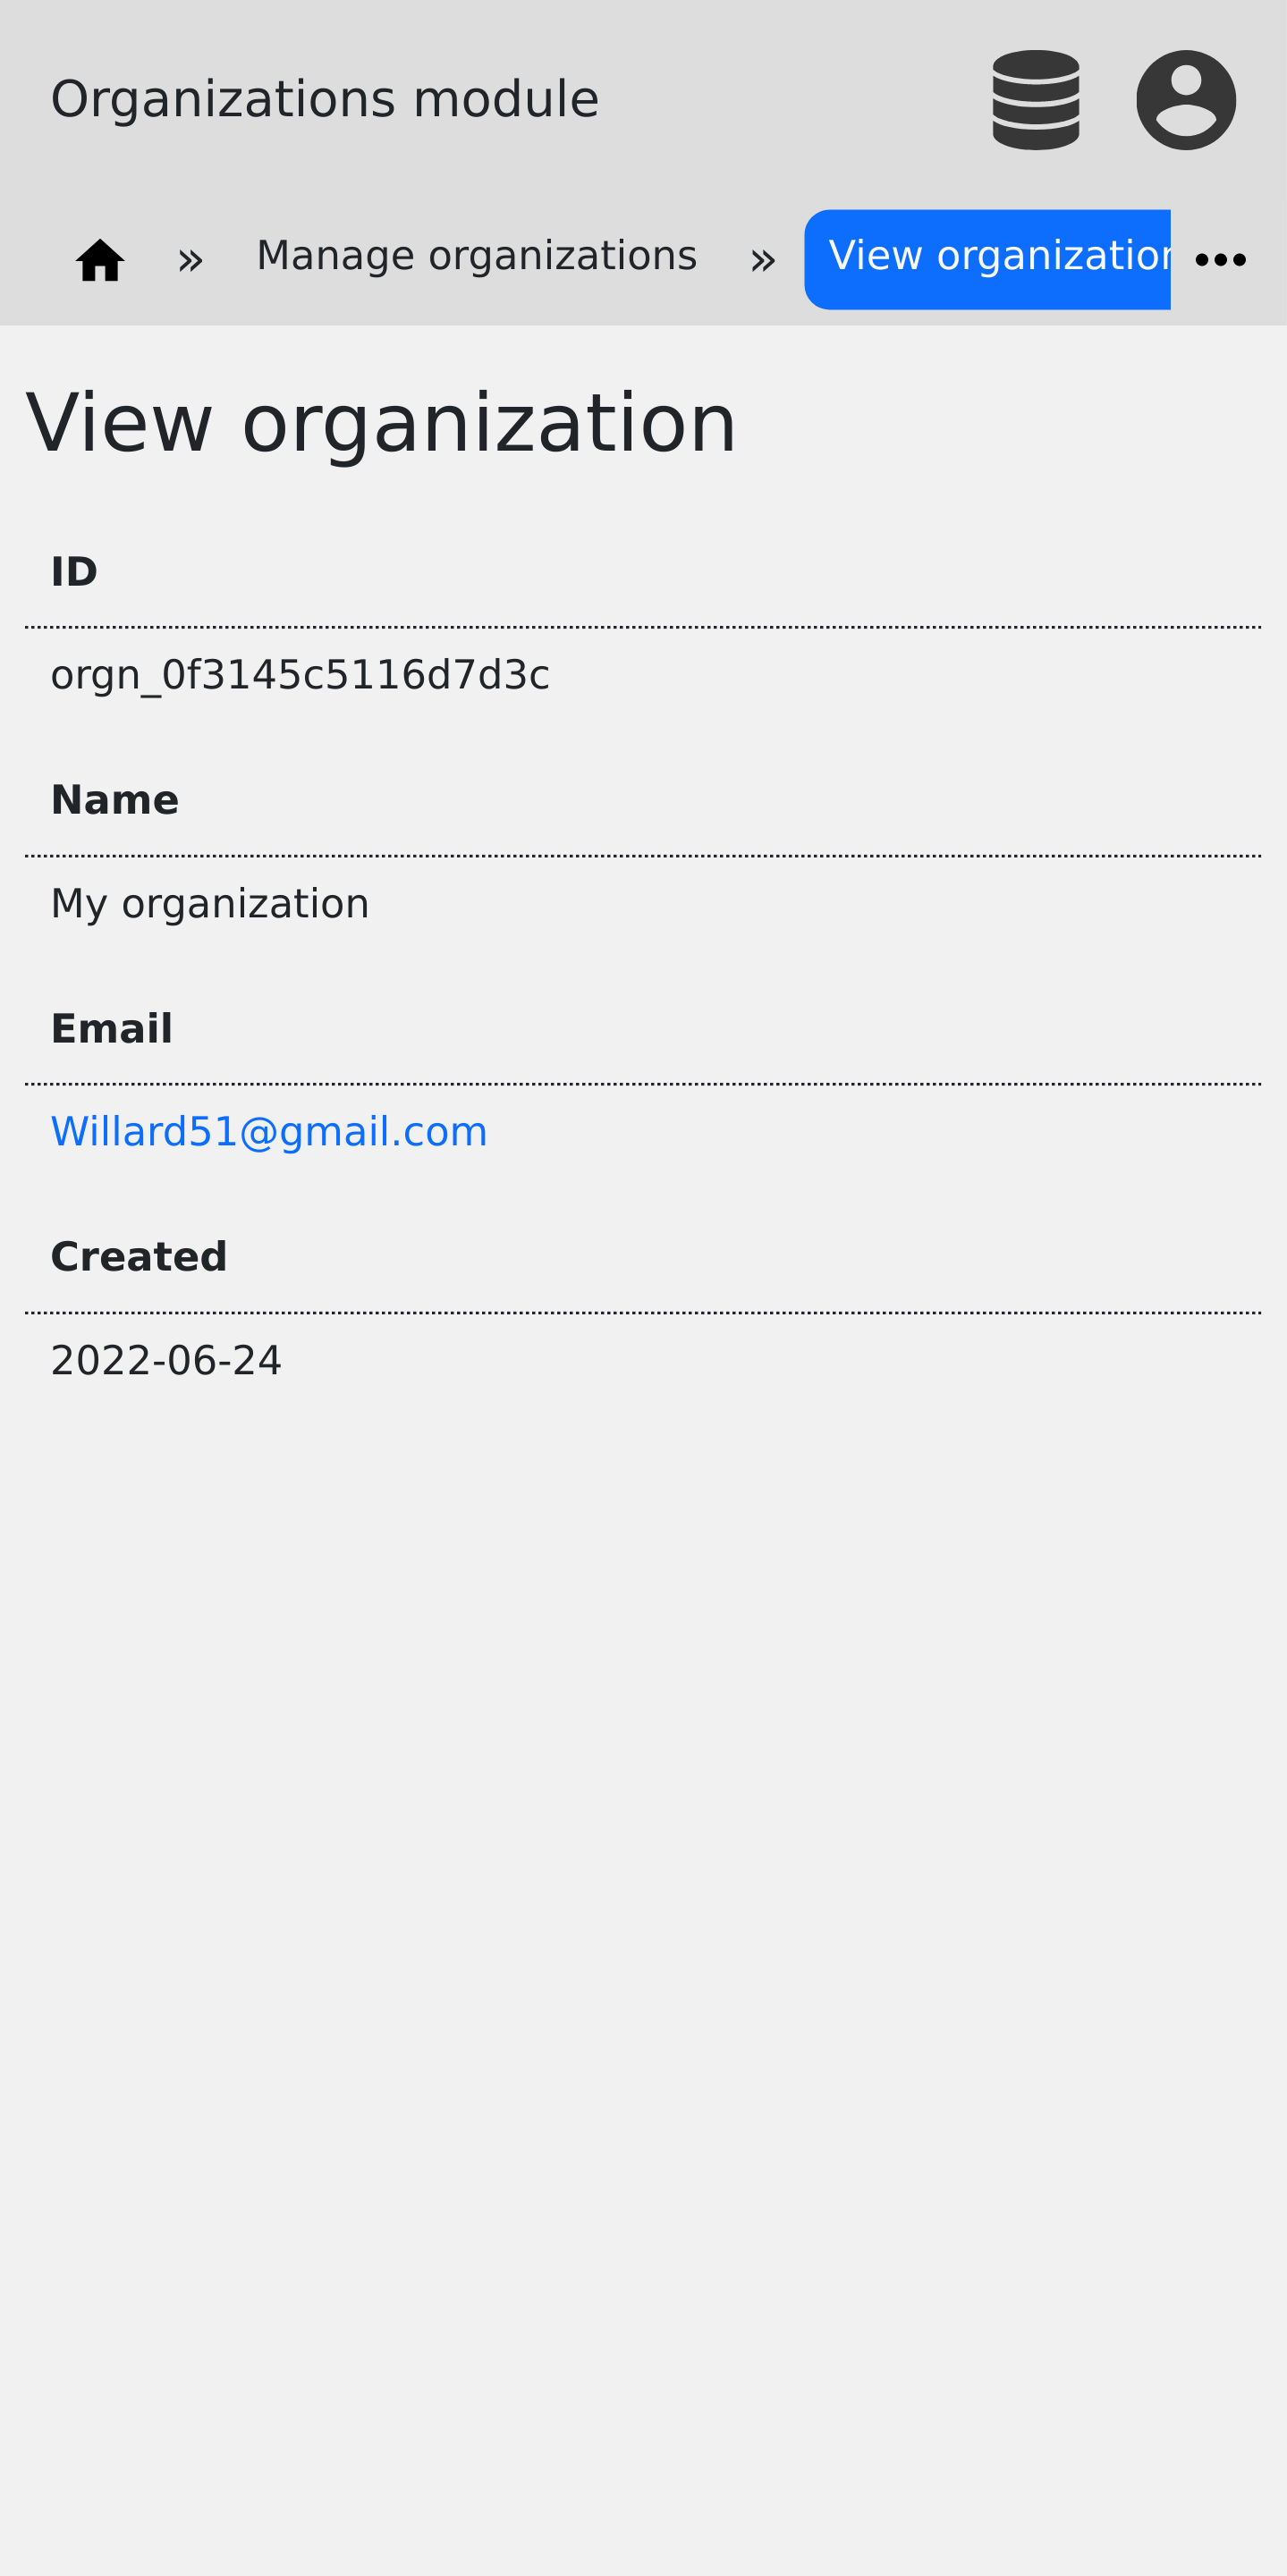 Organizations module
» Manage organizations » View organization
View organization
ID
orgn_0f3145c5116d7d3c
Name
My organization
Email
Willard51@gmail.com
Created
2022-06-24